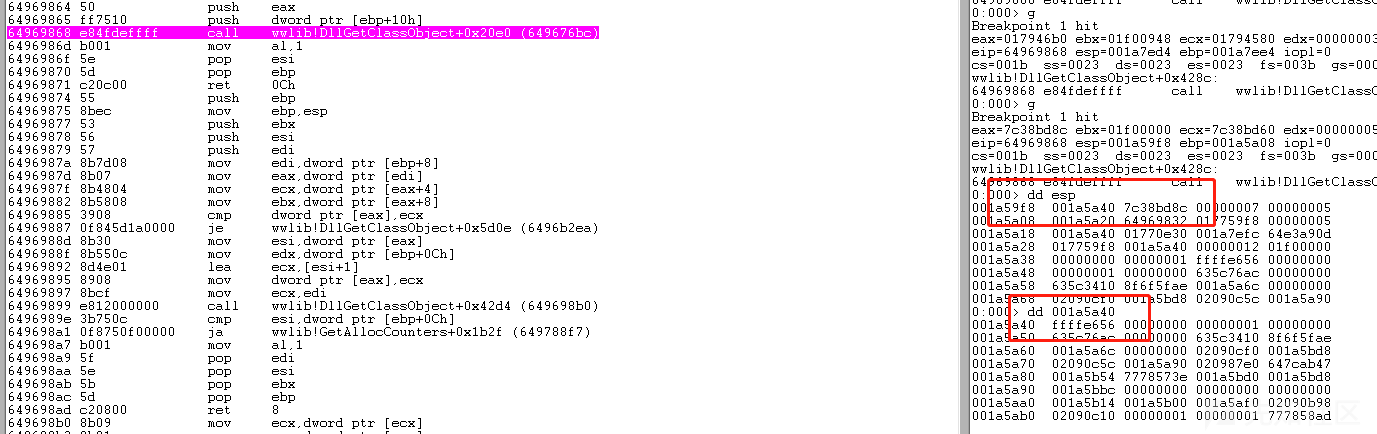 64969864 50 push eax
64969865 ff7510 push dword ptr [ebp+10h]
64969868 e84fdeffff call wwlib!DllGetClassObject+0x20e0 (649676bc)
6496986d b001 mov al,1
6496986f 5e pop esi
64969870 5d pop ebp
64969871 c20c00 ret 0Ch
64969874 55 push ebp
64969875 8bec mov ebp,esp
64969877 53 push ebx
64969878 56 push esi
64969879 57 push edi
6496987a 8b7d08 mov edi,dword ptr [ebp+8]
6496987d 8b07 mov eax,dword ptr [edi]
6496987f 8b4804 mov ecx,dword ptr [eax+4]
64969882 8b5808 mov ebx,dword ptr [eax+8]
64969885 3908 cmp dword ptr [eax],ecx
64969887 0f845d1a0000 je wwlib!DllGetClassObject+0x5d0e (6496b2ea)
6496988d 8b30 mov esi,dword ptr [eax]
6496988f 8b550c mov edx,dword ptr [ebp+0Ch]
64969892 8d4e01 lea ecx,[esi+1]
64969895 8908 mov dword ptr [eax],ecx
64969897 8bcf mov ecx,edi
64969899 e812000000 call wwlib!DllGetClassObject+0x42d4 (649698b0)
6496989e 3b750c cmp esi,dword ptr [ebp+0Ch]
649698a1 0f8750f00000 ja wwlib!GetAllocCounters+0x1b2f (649788f7)
649698a7 b001 mov al,1
649698a9 5f pop edi
649698aa 5e pop esi
649698ab 5b pop ebx
649698ac 5d pop ebp
649698ad c20800 ret 8
649698b0 8b09 mov ecx,dword ptr [ecx]
0:000> g
Breakpoint 1 hit
eax=017946b0 ebx=01f00948 ecx=01794580 edx=00000003
eip=64969868 esp=001a7ed4 ebp=001a7ee4 iopl=0
cs=001b ss=0023 ds=0023 es=0023 fs=003b gs=00
wwlib!DllGetClassObject+0x428c:
64969868 e84fdeffff call wwlib!DllGetClassO
0:000> g
Breakpoint 1 hit
eax=7c38bd8c ebx=01f00000 ecx=7c38bd60 edx=00000005
eip=64969868 esp=001a59f8 ebp=001a5a08 iopl=0
cs=001b ss=0023 ds=0023 es=0023 fs=003b gs=00
wwlib!DllGetClassObject+0x428c:
64969868 e84fdeffff call wwlib!DllGetClassO
0:000> dd esp
001a59f8 001a5a40 7c38bd8c 00000007 00000005
001a5a08 001a5a20 64969832 017759f8 00000005
001a5a18 001a5a40 01770e30 001a7efc 64e3a90d
001a5a28 017759f8 001a5a40 00000012 01f00000
001a5a38 00000000 00000001 ffffe656 00000000
001a5a48 00000001 00000000 635c76ac 00000000
001a5a58 635c3410 8f6f5fae 001a5a6c 00000000
001a5a68 02090cf0 001a5bd8 02090c5c 001a5a90
0:000> dd 001a5a40
001a5a40 ffffe656 00000000 00000001 00000000
001a5a50 635c76ac 00000000 635c3410 8f6f5fae
001a5a60 001a5a6c 00000000 02090cf0 001a5bd8
001a5a70 02090c5c 001a5a90 020987e0 647cab47
001a5a80 001a5b54 7778573e 001a5bd0 001a5bd8
001a5a90 001a5bbc 00000000 00000000 00000000
001a5aa0 001a5b14 001a5b00 001a5af0 02090b98
001a5ab0 02090c10 00000001 00000001 777858ad